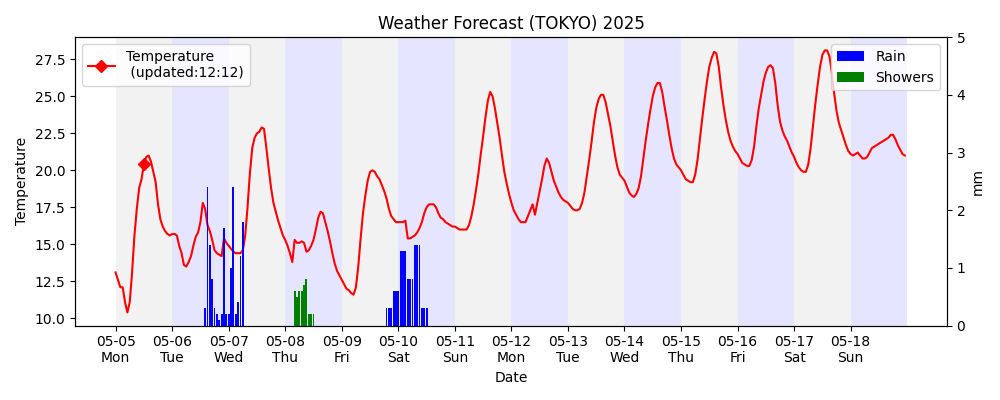 Weather Forecast (TOKYO) 2025
Temperature
(updated:12:12)
Rain
Showers
Temperature
27.5
25.0
22.5
20.0
17.5
15.0
12.5
10.0
5
4
3
2
1
0
mm
05-05 05-06 05-07 05-08 05-09 05-10 05-11 05-12 05-13 05-14 05-15 05-16 05-17 05-18
Mon Tue Wed Thu Fri Sat Sun Mon Tue Wed Thu Fri Sat Sun
Date